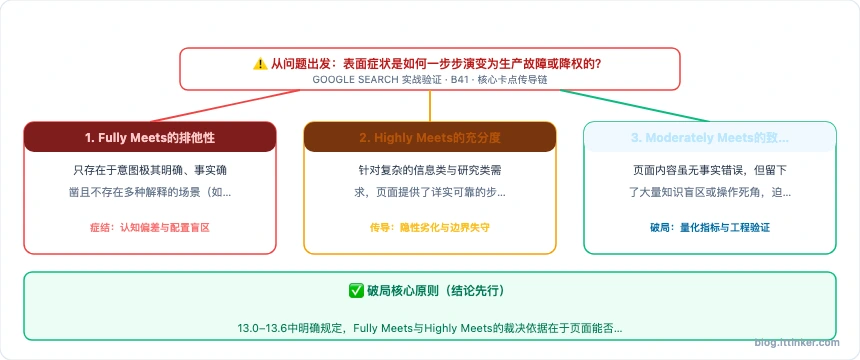 ⚠️ 从问题出发：表面症状是如何一步步演变为生产故障或降权的?
GOOGLE SEARCH 实战验证 · B41 · 核心卡点传导链
1. Fully Meets的排他性
只存在于意图极其明确、事实确
凿且不存在多种解释的场景（如...
症结：认知偏差与配置盲区
2. Highly Meets的充分度
针对复杂的信息类与研究类需
求，页面提供了详实可靠的步...
传导：隐性劣化与边界失守
3. Moderately Meets的致...
页面内容虽无事实错误，但留下
了大量知识盲区或操作死角，迫...
破局：量化指标与工程验证
✅ 破局核心原则（结论先行）
13.0–13.6中明确规定，Fully Meets与Highly Meets的裁决依据在于页面能否...
blog.ittinker.com